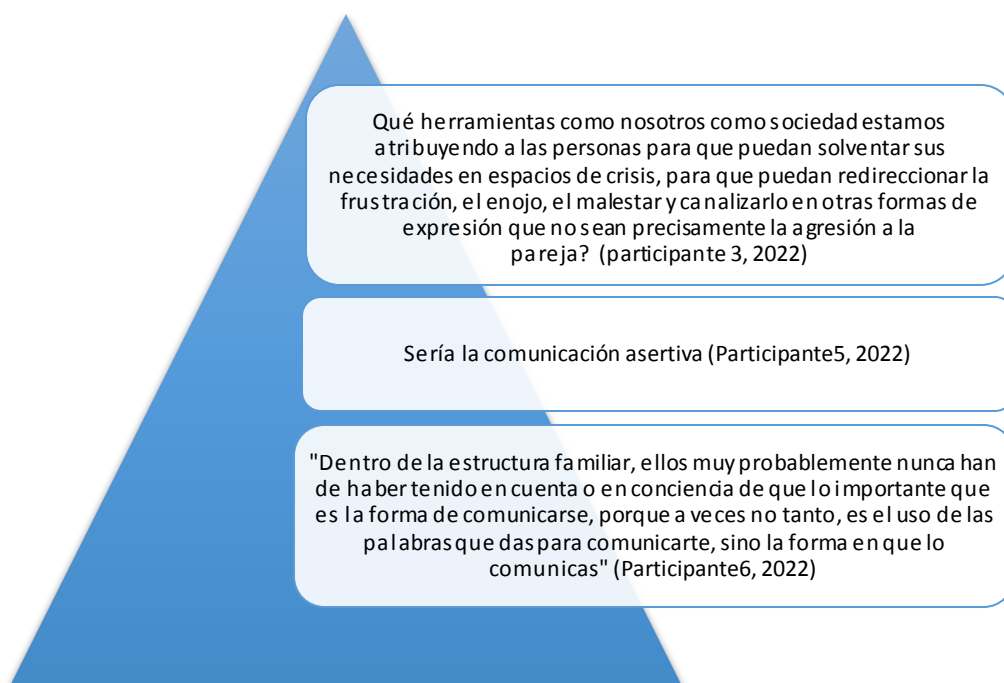 Qué herramientas como nosotros como sociedad estamos
atribuyendo a las personas para que puedan solventar sus
necesidades en espacios de crisis, para que puedan redireccionar la
frustración, el enojo, el malestar y canalizarlo en otras formas de
expresión que no sean precisamente la agresión a la
pareja? (participante 3, 2022)
Sería la comunicación asertiva (Participante5, 2022)
"Dentro de la estructura familiar, ellos muy probablemente nunca han
de haber tenido en cuenta o en conciencia de que lo importante que
es la forma de comunicarse, porque a veces no tanto, es el uso de las
palabras que das para comunicarte, sino la forma en que lo
comunicas" (Participante6, 2022)